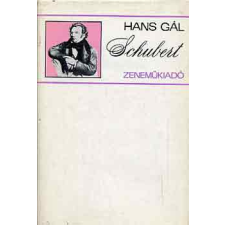 HANS GÁL
Schubert
ZENEMŰKIADÓ